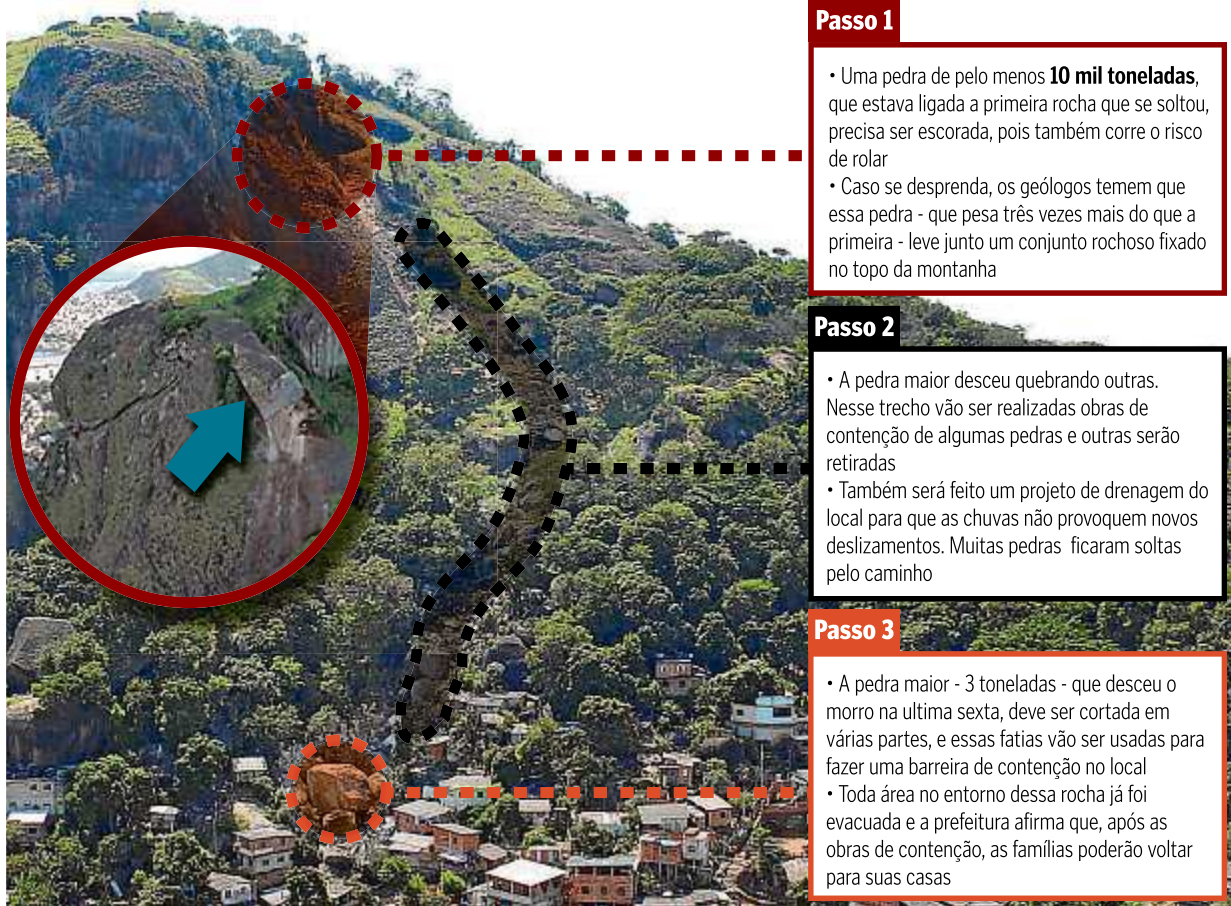 Passo 1
• Uma pedra de pelo menos 10 mil toneladas,
que estava ligada a primeira rocha que se soltou,
precisa ser escorada, pois também corre o risco
de rolar
• Caso se desprenda, os geólogos temem que
essa pedra - que pesa três vezes mais do que a
primeira - leve junto um conjunto rochoso fixado
no topo da montanha
Passo 2
• A pedra maior desceu quebrando outras.
Nesse trecho vão ser realizadas obras de
contenção de algumas pedras e outras serão
retiradas
• Também será feito um projeto de drenagem do
local para que as chuvas não provoquem novos
deslizamentos. Muitas pedras ficaram soltas
pelo caminho
Passo 3
• A pedra maior - 3 toneladas - que desceu o
morro na ultima sexta, deve ser cortada em
várias partes, e essas fatias vão ser usadas para
fazer uma barreira de contenção no local
• Toda área no entorno dessa rocha já foi
evacuada e a prefeitura afirma que, após as
obras de contenção, as famílias poderão voltar
para suas casas